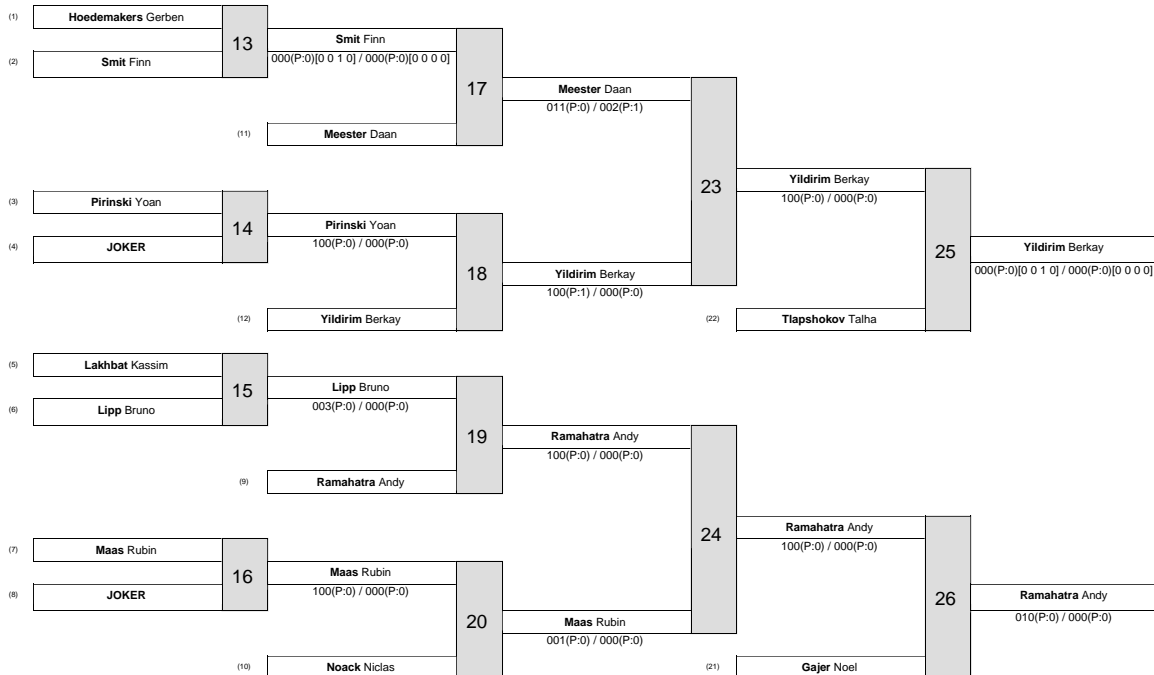 (1) Hoedemakers Gerben
13
Smit Finn
000(P:0)[0 0 1 0] / 000(P:0)[0 0 0 0]
(2) Smit Finn
17
Meester Daan
011(P:0) / 002(P:1)
(11) Meester Daan
23
Yildirim Berkay
100(P:0) / 000(P:0)
(3) Pirinski Yoan
14
Pirinski Yoan
100(P:0) / 000(P:0)
(4) JOKER
18
Yildirim Berkay
100(P:1) / 000(P:0)
(12) Yildirim Berkay
25
Yildirim Berkay
000(P:0)[0 0 1 0] / 000(P:0)[0 0 0 0]
(22) Tlapshokov Talha
(5) Lakhbat Kassim
15
Lipp Bruno
003(P:0) / 000(P:0)
(6) Lipp Bruno
19
Ramahatra Andy
100(P:0) / 000(P:0)
(9) Ramahatra Andy
24
Ramahatra Andy
100(P:0) / 000(P:0)
(7) Maas Rubin
16
Maas Rubin
100(P:0) / 000(P:0)
(8) JOKER
20
Maas Rubin
001(P:0) / 000(P:0)
(10) Noack Niclas
26
Ramahatra Andy
010(P:0) / 000(P:0)
(21) Gajer Noel